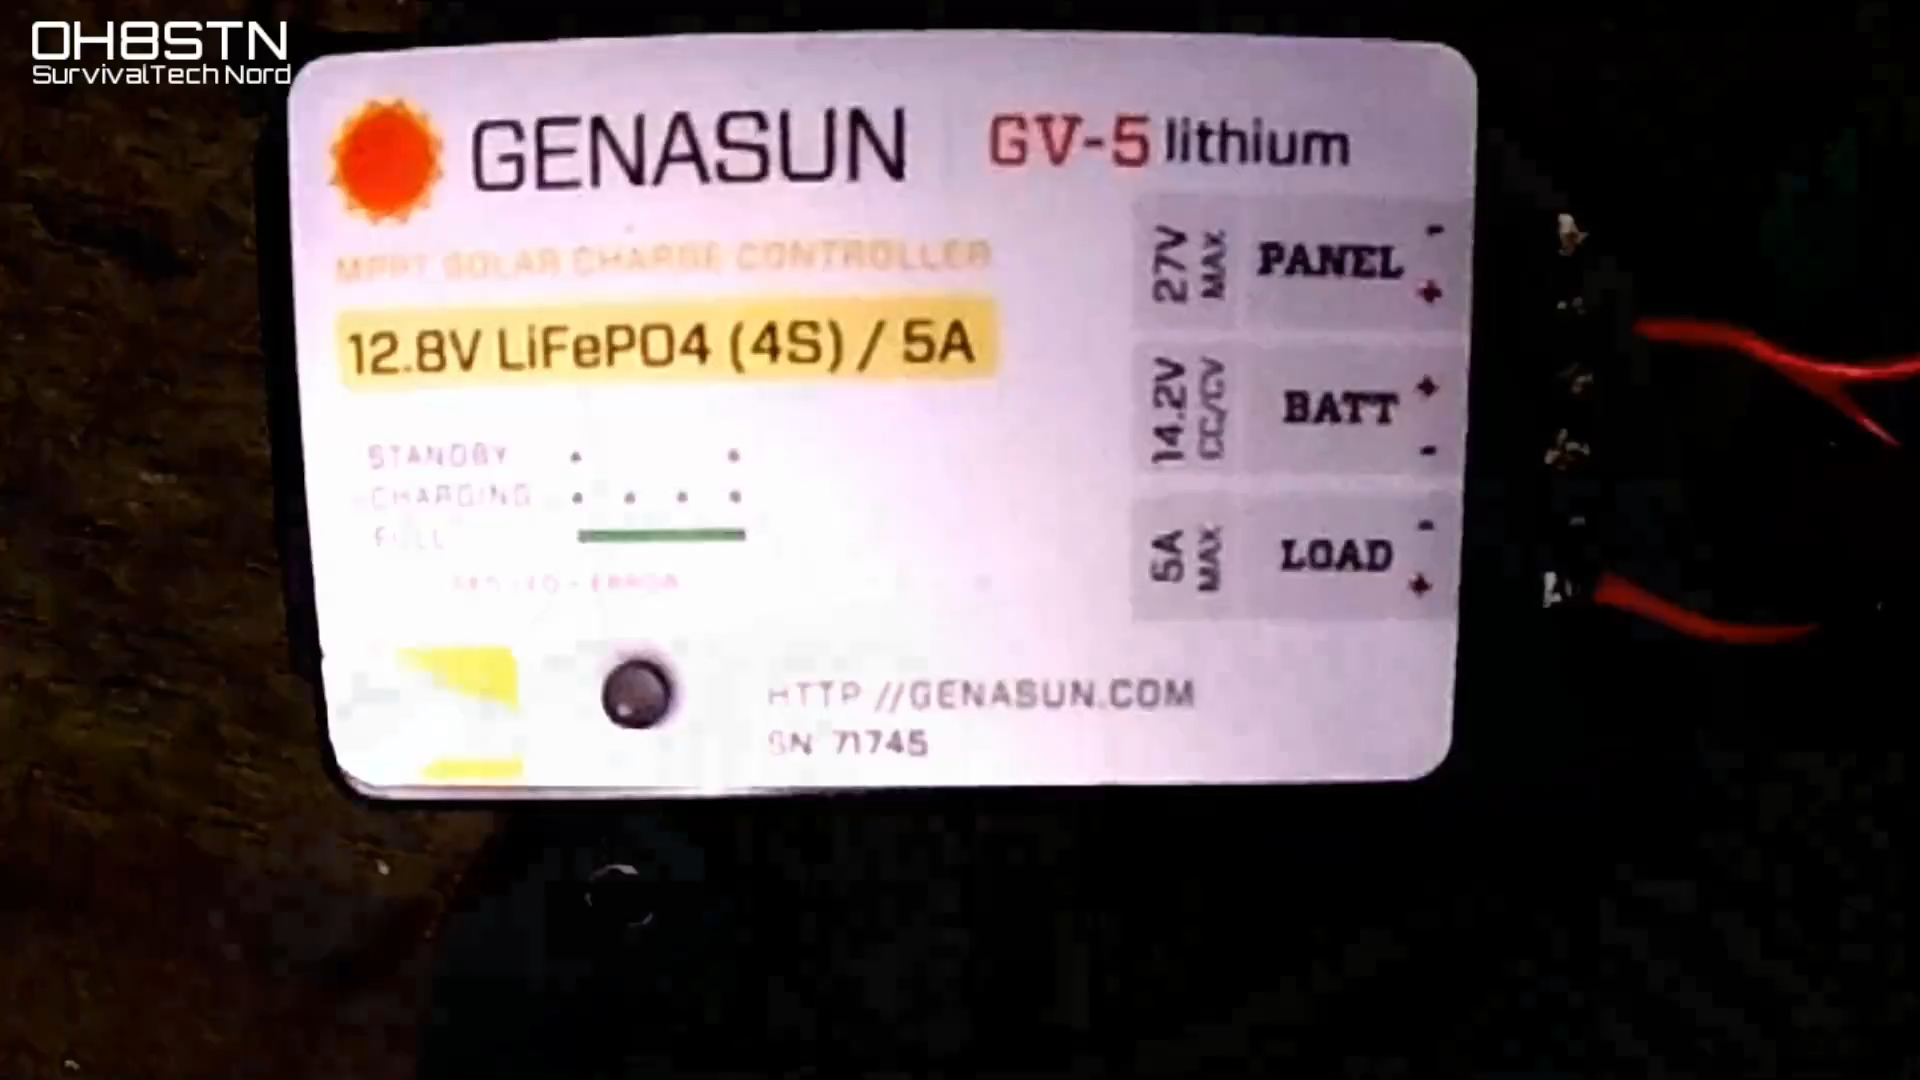 OH8STN
SurvivalTech Nord
GENASUN GV-5 lithium
MPPT SOLAR CHARGE CONTROLLER
12.8V LiFePO4 (4S) / 5A
27V MAX PANEL - +
14.2V CC/CV BATT + -
5A MAX LOAD - +
STANDBY
CHARGING
FULL
ERROR
HTTP //GENASUN.COM
SN 71745